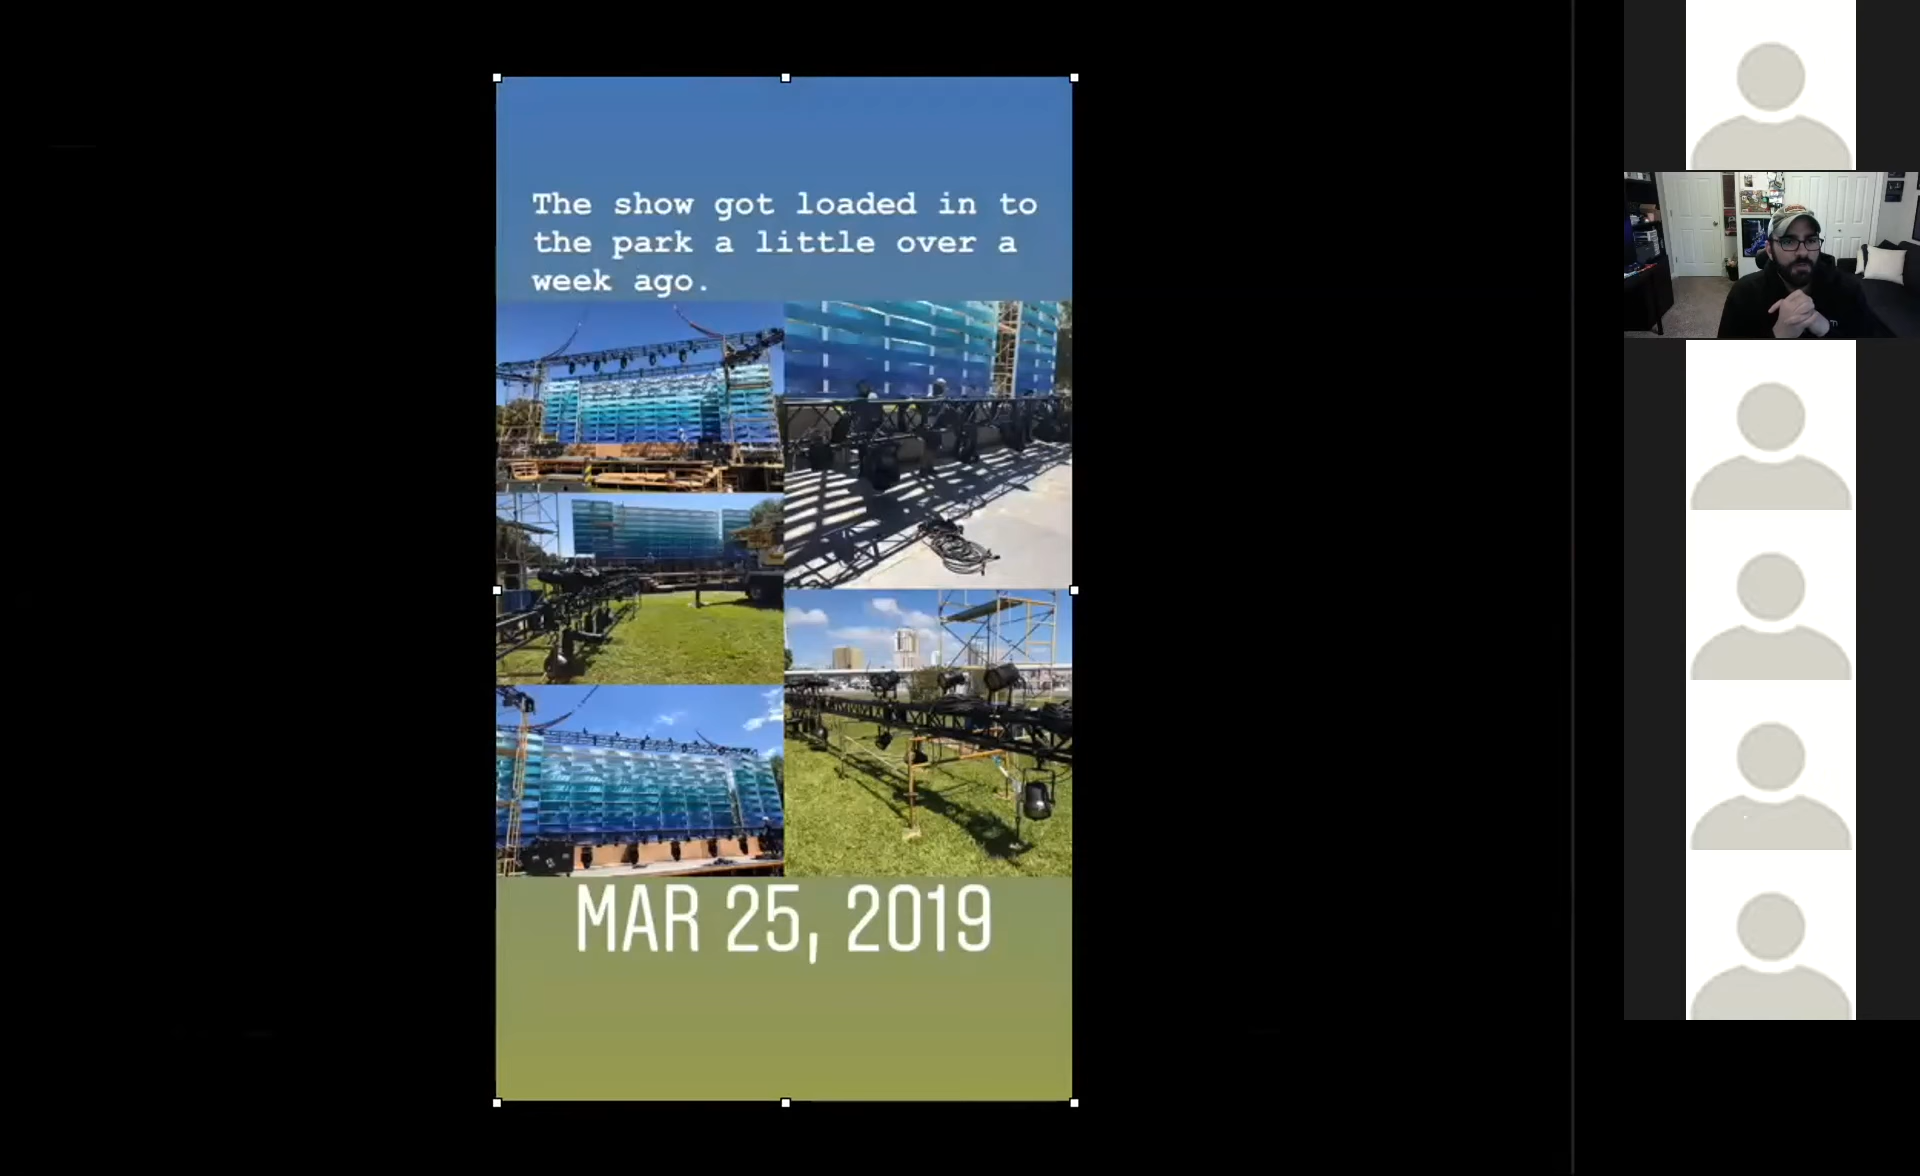 The show got loaded in to
the park a little over a
week ago.
MAR 25, 2019